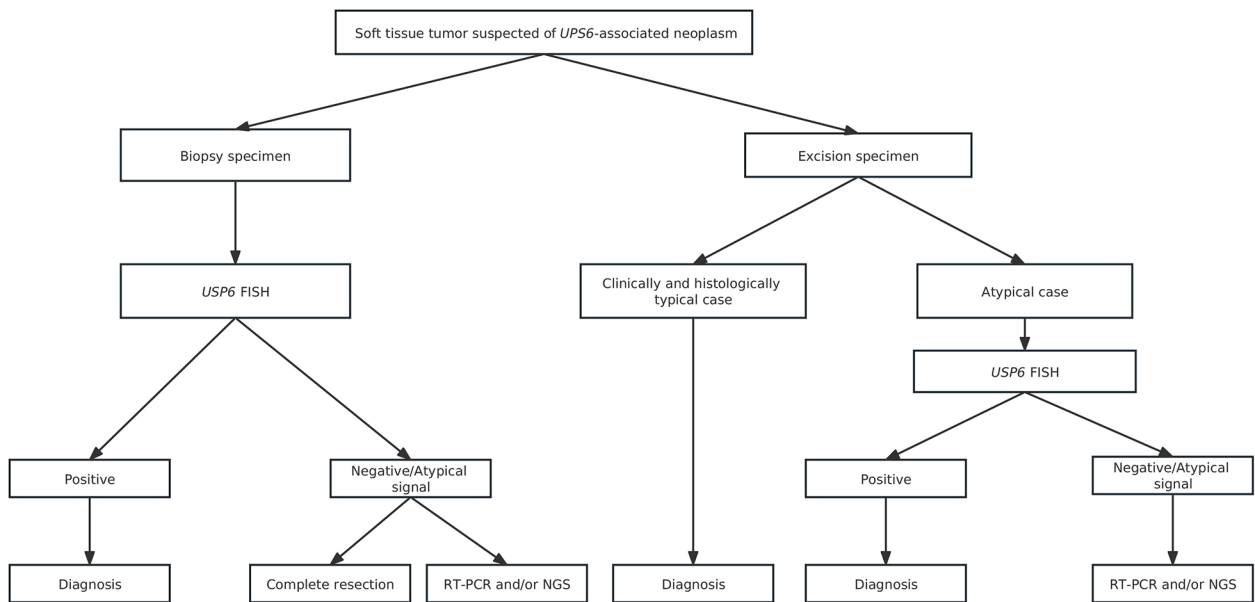 Soft tissue tumor suspected of UPS6-associated neoplasm
Biopsy specimen
Excision specimen
USP6 FISH
Clinically and histologically
typical case
Atypical case
USP6 FISH
Positive
Negative/Atypical
signal
Positive
Negative/Atypical
signal
Diagnosis
Complete resection
RT-PCR and/or NGS
Diagnosis
Diagnosis
RT-PCR and/or NGS